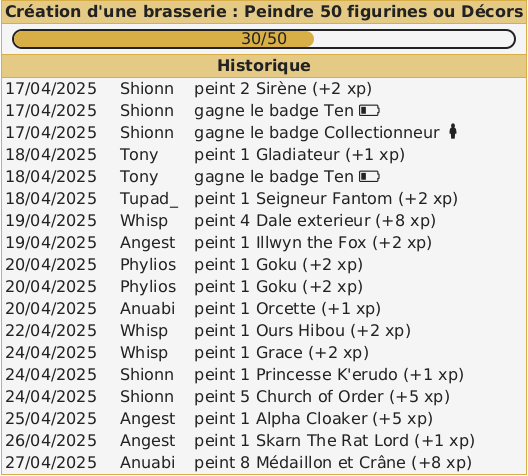 Création d'une brasserie : Peindre 50 figurines ou Décors
30/50
Historique
17/04/2025 Shionn peint 2 Sirène (+2 xp)
17/04/2025 Shionn gagne le badge Ten
17/04/2025 Shionn gagne le badge Collectionneur
18/04/2025 Tony peint 1 Gladiateur (+1 xp)
18/04/2025 Tony gagne le badge Ten
18/04/2025 Tupad_ peint 1 Seigneur Fantom (+2 xp)
19/04/2025 Whisp peint 4 Dale exterieur (+8 xp)
19/04/2025 Angest peint 1 Illwyn the Fox (+2 xp)
20/04/2025 Phylios peint 1 Goku (+2 xp)
20/04/2025 Phylios peint 1 Goku (+2 xp)
20/04/2025 Anuabi peint 1 Orcette (+1 xp)
22/04/2025 Whisp peint 1 Ours Hibou (+2 xp)
24/04/2025 Whisp peint 1 Grace (+2 xp)
24/04/2025 Shionn peint 1 Princesse K'erudo (+1 xp)
24/04/2025 Shionn peint 5 Church of Order (+5 xp)
25/04/2025 Angest peint 1 Alpha Cloaker (+5 xp)
26/04/2025 Angest peint 1 Skarn The Rat Lord (+1 xp)
27/04/2025 Anuabi peint 8 Médaillon et Crâne (+8 xp)